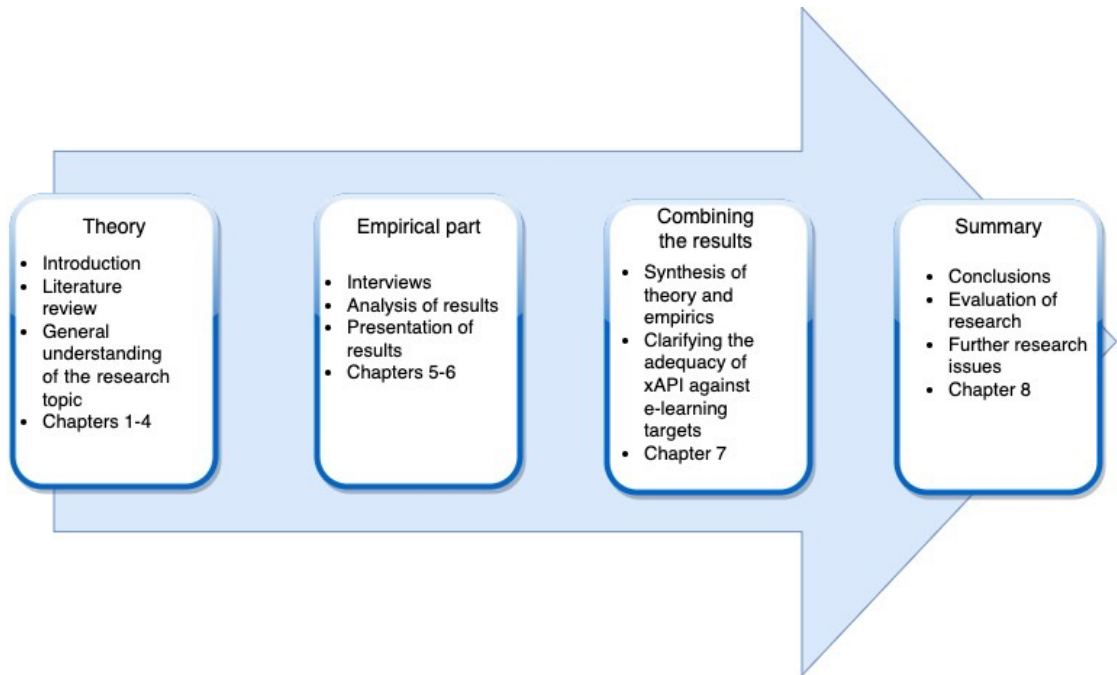 Theory
• Introduction
• Literature
review
• General
understanding
of the research
topic
• Chapters 1-4
Empirical part
• Interviews
• Analysis of results
• Presentation of
results
• Chapters 5-6
Combining
the results
• Synthesis of
theory and
empirics
• Clarifying the
adequacy of
xAPI against
e-learning
targets
• Chapter 7
Summary
• Conclusions
• Evaluation of
research
• Further research
issues
• Chapter 8